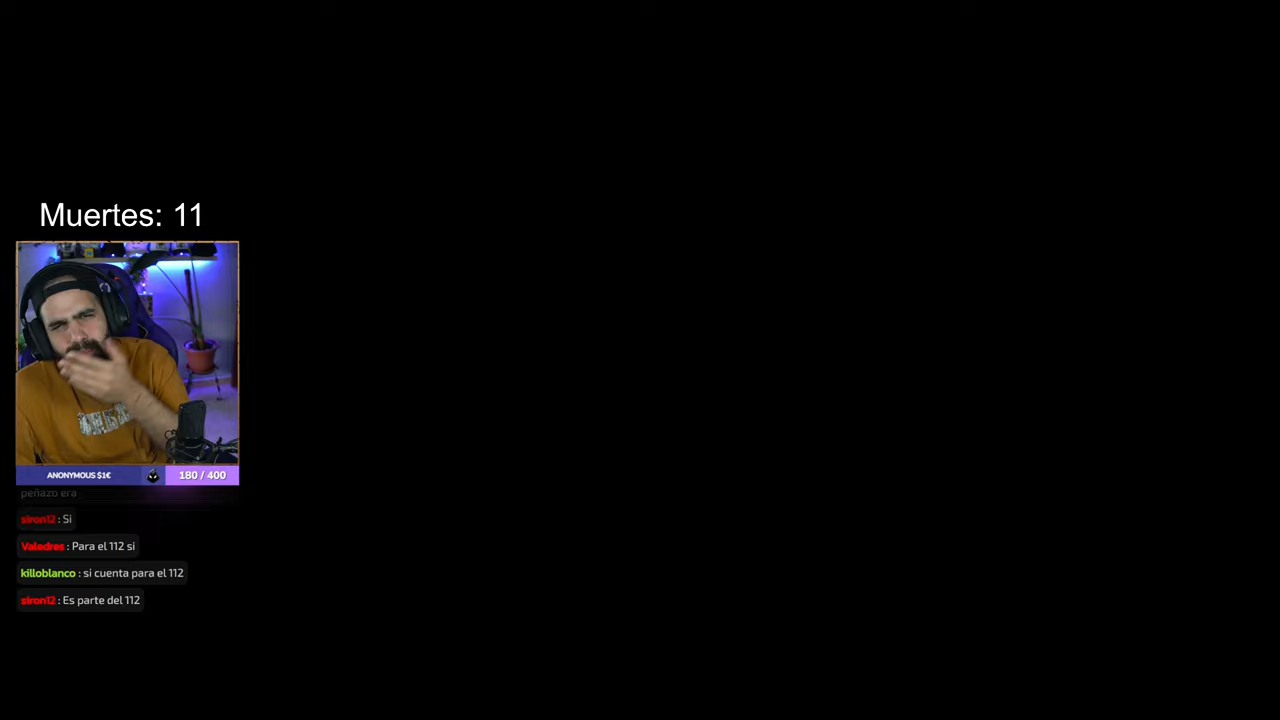 Muertes: 11
ANONYMOUS $1€
180 / 400
peñazo era
siron12 : Si
Valedres : Para el 112 si
killoblanco : si cuenta para el 112
siron12 : Es parte del 112